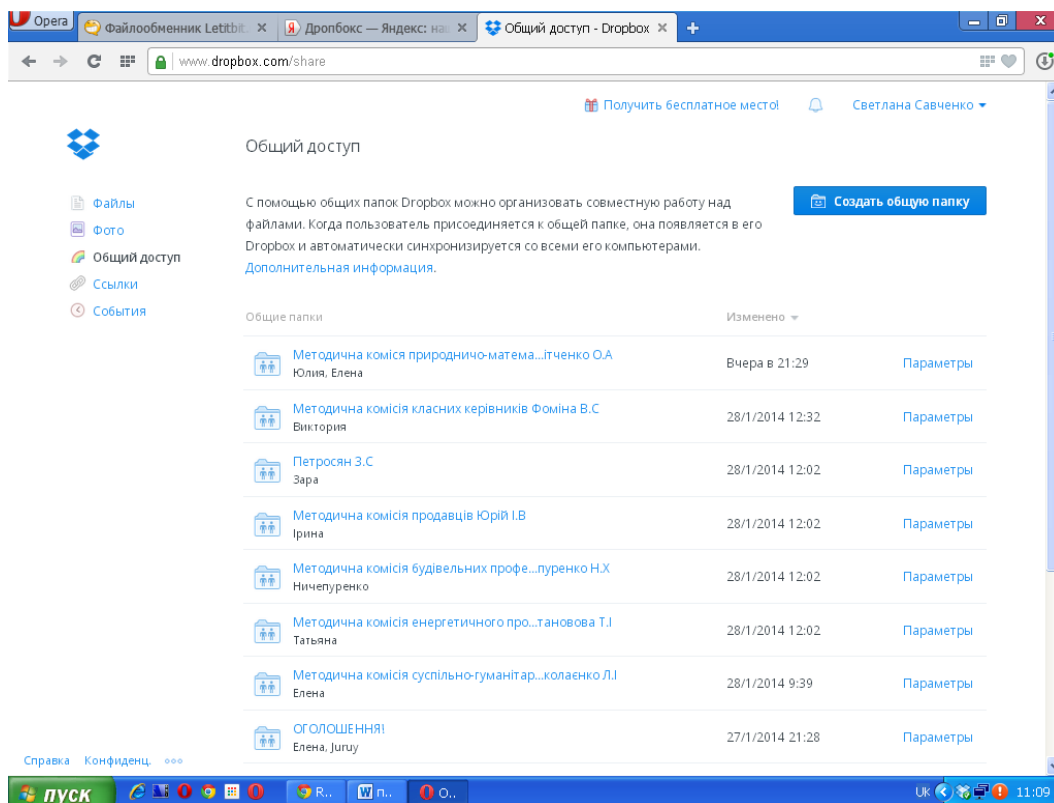 Opera
Файлообменник Letitbit.
Дропбокс — Яндекс: на
Общий доступ - Dropbox
www.dropbox.com/share
Получить бесплатное место!
Светлана Савченко
Общий доступ
Файлы
Фото
Общий доступ
Ссылки
События
С помощью общих папок Dropbox можно организовать совместную работу над
файлами. Когда пользователь присоединяется к общей папке, она появляется в его
Dropbox и автоматически синхронизируется со всеми его компьютерами.
Дополнительная информация.
Создать общую папку
Общие папки Изменено
Методична коміся природничо-матема...ітченко О.А
Юлия, Елена
Вчера в 21:29 Параметры
Методична комісія класних керівників Фоміна В.С
Виктория
28/1/2014 12:32 Параметры
Петросян З.С
Зара
28/1/2014 12:02 Параметры
Методична комісія продавців Юрій І.В
Ірина
28/1/2014 12:02 Параметры
Методична комісія будівельних профе...пуренко Н.Х
Ничепуренко
28/1/2014 12:02 Параметры
Методична комісія енергетичного про...тановова Т.І
Татьяна
28/1/2014 12:02 Параметры
Методична комісія суспільно-гуманітар...колаєнко Л.І
Елена
28/1/2014 9:39 Параметры
ОГОЛОШЕННЯ!
Елена, Juruy
27/1/2014 21:28 Параметры
Справка Конфиденц.
пуск
R..
W п..
О..
UK
11:09